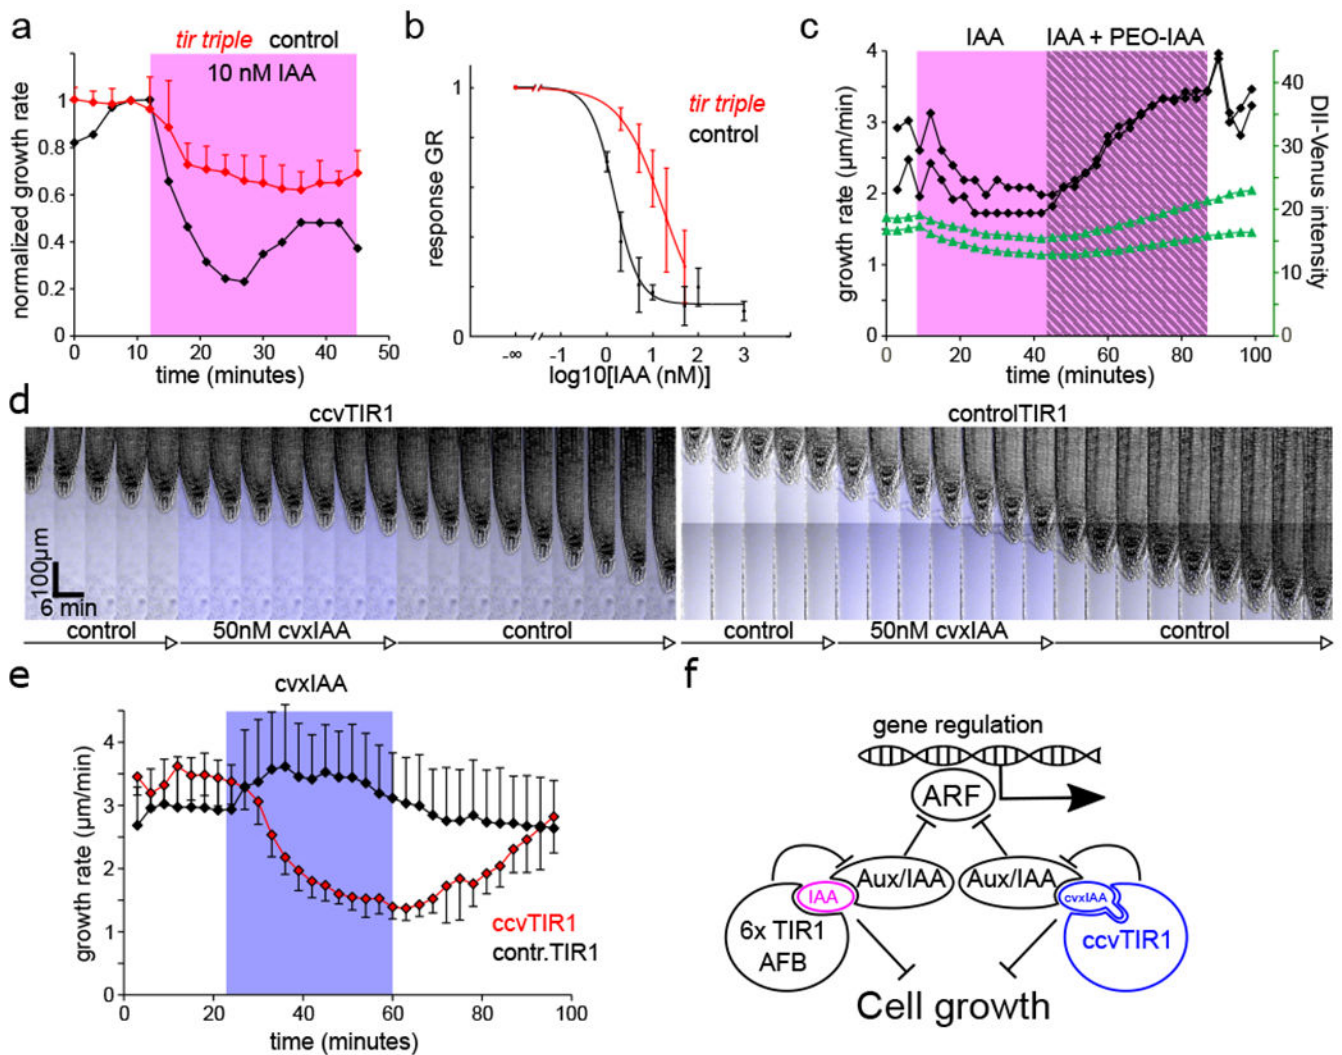 a
tir triple control
10 nM IAA
normalized growth rate
1.2
1
0.8
0.6
0.4
0.2
0
0 10 20 30 40 50
time (minutes)
b
tir triple
control
response GR
1
0
-∞ -1 0 1 2 3
log10[IAA (nM)]
c
IAA IAA + PEO-IAA
growth rate (µm/min)
4
3
2
1
0
DII-Venus intensity
40
30
20
10
0
0 20 40 60 80 100
time (minutes)
d
ccvTIR1 controlTIR1
100µm
6 min
control 50nM cvxIAA control control 50nM cvxIAA control
e
cvxIAA
growth rate (µm/min)
4
3
2
1
0
ccvTIR1
contr.TIR1
0 20 40 60 80 100
time (minutes)
f
gene regulation
ARF
Aux/IAA Aux/IAA
IAA cvxIAA
6x TIR1
AFB
ccvTIR1
Cell growth